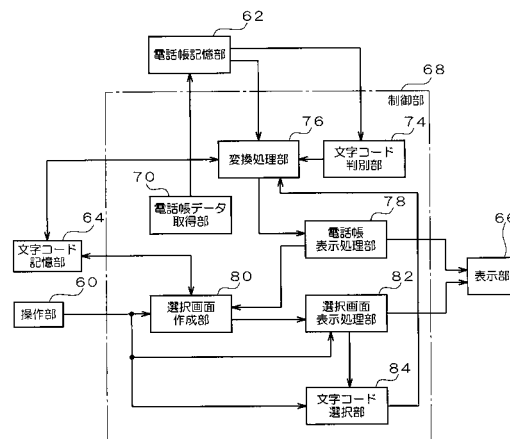 62
電話帳記憶部
68
制御部
76
変換処理部
74
文字コード
判別部
70
電話帳データ
取得部
78
電話帳
表示処理部
64
文字コード
記憶部
66
表示部
80
選択画面
作成部
82
選択画面
表示処理部
60
操作部
84
文字コード
選択部